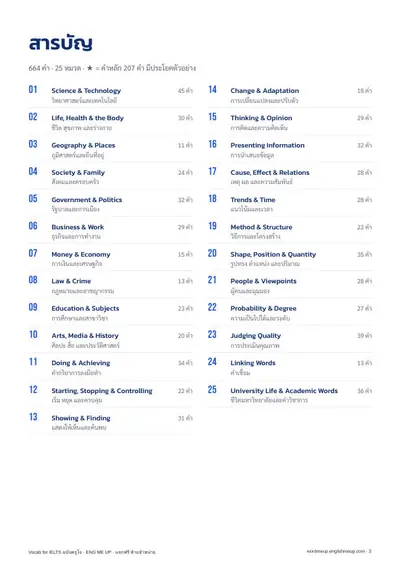 สารบัญ
664 คำ · 25 หมวด · ★ = คำหลัก 207 คำ มีประโยคตัวอย่าง
01 Science & Technology 45 คำ
วิทยาศาสตร์และเทคโนโลยี
02 Life, Health & the Body 30 คำ
ชีวิต สุขภาพ และร่างกาย
03 Geography & Places 11 คำ
ภูมิศาสตร์และถิ่นที่อยู่
04 Society & Family 24 คำ
สังคมและครอบครัว
05 Government & Politics 32 คำ
รัฐบาลและการเมือง
06 Business & Work 29 คำ
ธุรกิจและการทำงาน
07 Money & Economy 15 คำ
การเงินและเศรษฐกิจ
08 Law & Crime 13 คำ
กฎหมายและอาชญากรรม
09 Education & Subjects 23 คำ
การศึกษาและสาขาวิชา
10 Arts, Media & History 20 คำ
ศิลปะ สื่อ และประวัติศาสตร์
11 Doing & Achieving 34 คำ
คำกริยาการลงมือทำ
12 Starting, Stopping & Controlling 22 คำ
เริ่ม หยุด และควบคุม
13 Showing & Finding 31 คำ
แสดงให้เห็นและค้นพบ
14 Change & Adaptation 18 คำ
การเปลี่ยนแปลงและปรับตัว
15 Thinking & Opinion 29 คำ
การคิดและความคิดเห็น
16 Presenting Information 32 คำ
การนำเสนอข้อมูล
17 Cause, Effect & Relations 28 คำ
เหตุ ผล และความสัมพันธ์
18 Trends & Time 28 คำ
แนวโน้มและเวลา
19 Method & Structure 22 คำ
วิธีการและโครงสร้าง
20 Shape, Position & Quantity 35 คำ
รูปทรง ตำแหน่ง และปริมาณ
21 People & Viewpoints 28 คำ
ผู้คนและมุมมอง
22 Probability & Degree 27 คำ
ความเป็นไปได้และระดับ
23 Judging Quality 39 คำ
การประเมินคุณภาพ
24 Linking Words 13 คำ
คำเชื่อม
25 University Life & Academic Words 36 คำ
ชีวิตมหาวิทยาลัยและคำวิชาการ
Vocab for IELTS ฉบับครูโจ · ENG ME UP · แจกฟรี ห้ามจำหน่าย
wordmeup.engmeup.com · 3